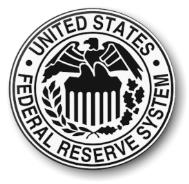 UNITED STATES
FEDERAL RESERVE SYSTEM